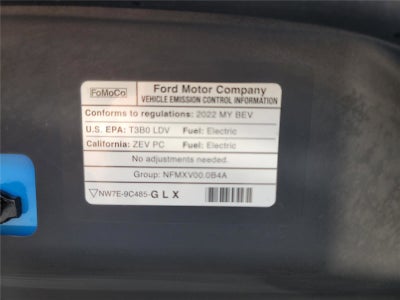 FoMoCo Ford Motor Company
VEHICLE EMISSION CONTROL INFORMATION
Conforms to regulations: 2022 MY BEV
U.S. EPA: T3B0 LDV Fuel: Electric
California: ZEV PC Fuel: Electric
No adjustments needed.
Group: NFMXV00.0B4A
NW7E-9C485-GLX